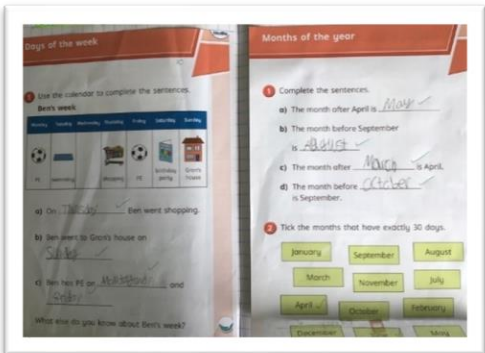 Days of the week
1 Use the calendar to complete the sentences.
Ben's week
Monday Tuesday Wednesday Thursday Friday Saturday Sunday
PE swimming shopping PE birthday party Gran's house
a) On Thursday Ben went shopping.
b) Ben went to Gran's house on
Sunday
c) Ben has PE on and
Friday
What else do you know about Ben's week?
Months of the year
1 Complete the sentences.
a) The month after April is May
b) The month before September
is August
c) The month after March is April.
d) The month before October
is September.
2 Tick the months that have exactly 30 days.
January September August
March November July
April October February
December May